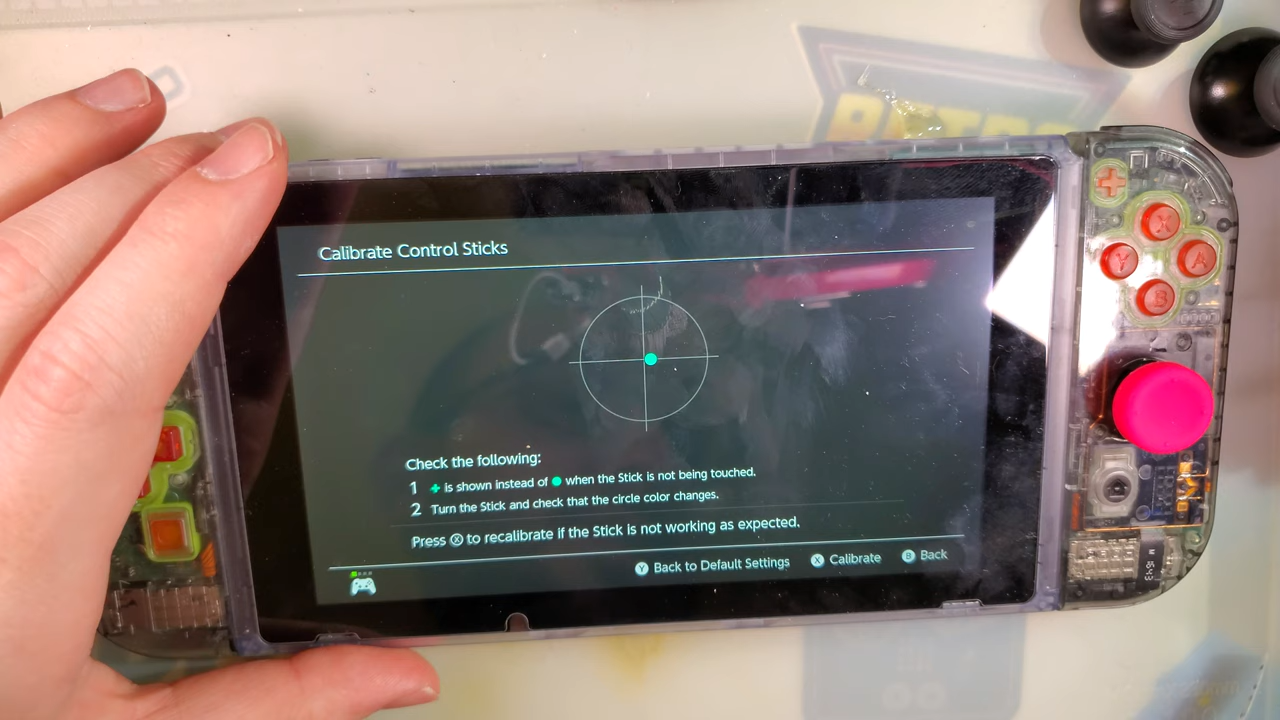 Calibrate Control Sticks
Check the following:
1 + is shown instead of ● when the Stick is not being touched.
2 Turn the Stick and check that the circle color changes.
Press Ⓧ to recalibrate if the Stick is not working as expected.
Ⓨ Back to Default Settings Ⓧ Calibrate Ⓑ Back
X
Y
A
B